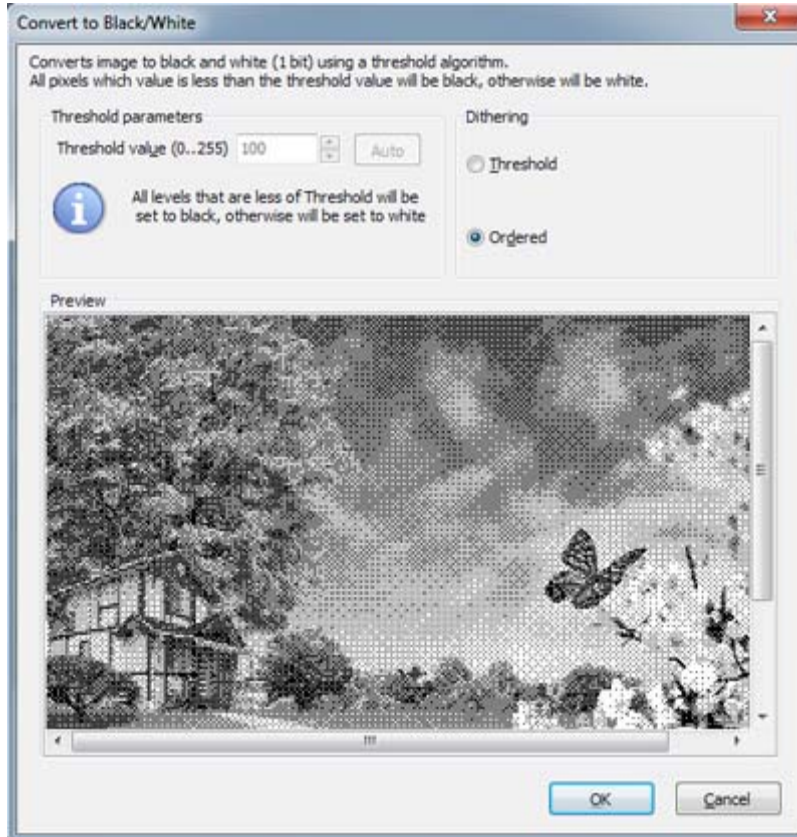 Convert to Black/White
Converts image to black and white (1 bit) using a threshold algorithm.
All pixels which value is less than the threshold value will be black, otherwise will be white.
Threshold parameters
Threshold value (0..255) 100 Auto
All levels that are less of Threshold will be
set to black, otherwise will be set to white
Dithering
Threshold
Ordered
Preview
OK Cancel